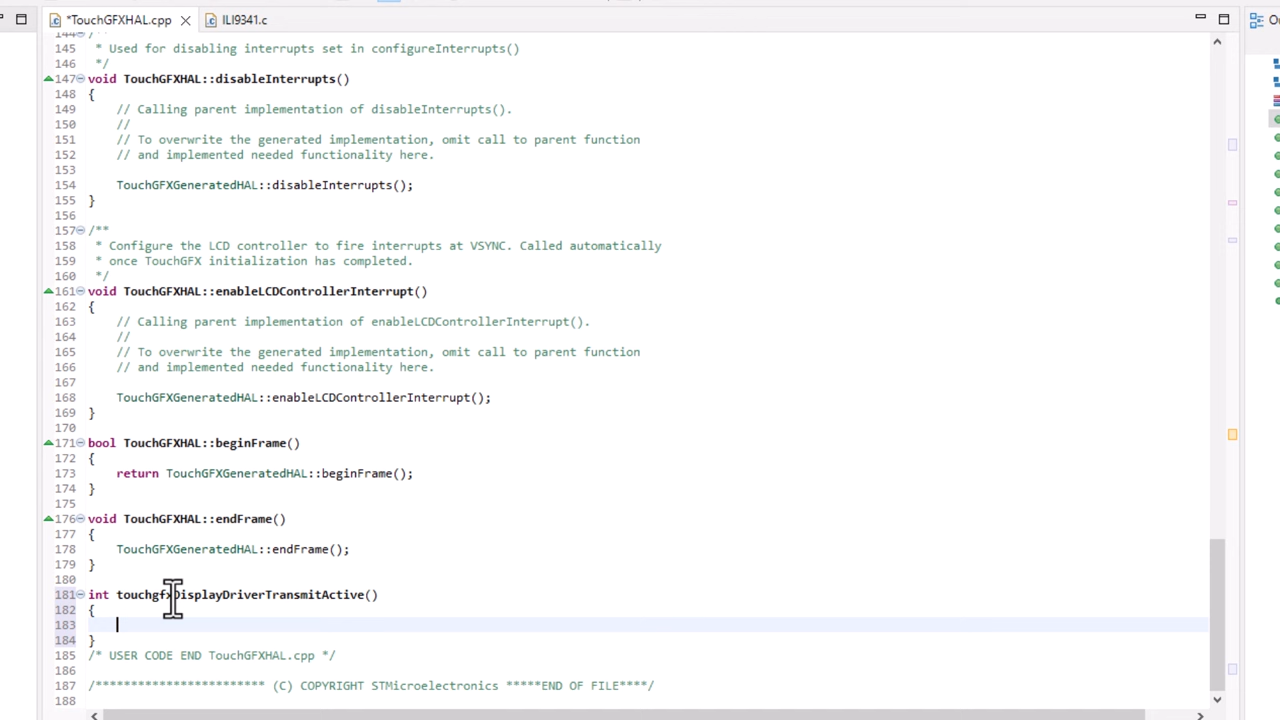 *TouchGFXHAL.cpp ILI9341.c
144 /**
145 * Used for disabling interrupts set in configureInterrupts()
146 */
147 void TouchGFXHAL::disableInterrupts()
148 {
149 // Calling parent implementation of disableInterrupts().
150 //
151 // To overwrite the generated implementation, omit call to parent function
152 // and implemented needed functionality here.
153
154 TouchGFXGeneratedHAL::disableInterrupts();
155 }
156
157 /**
158 * Configure the LCD controller to fire interrupts at VSYNC. Called automatically
159 * once TouchGFX initialization has completed.
160 */
161 void TouchGFXHAL::enableLCDControllerInterrupt()
162 {
163 // Calling parent implementation of enableLCDControllerInterrupt().
164 //
165 // To overwrite the generated implementation, omit call to parent function
166 // and implemented needed functionality here.
167
168 TouchGFXGeneratedHAL::enableLCDControllerInterrupt();
169 }
170
171 bool TouchGFXHAL::beginFrame()
172 {
173 return TouchGFXGeneratedHAL::beginFrame();
174 }
175
176 void TouchGFXHAL::endFrame()
177 {
178 TouchGFXGeneratedHAL::endFrame();
179 }
180
181 int touchgfxDisplayDriverTransmitActive()
182 {
183
184 }
185 /* USER CODE END TouchGFXHAL.cpp */
186
187 /************************ (C) COPYRIGHT STMicroelectronics *****END OF FILE****/
188